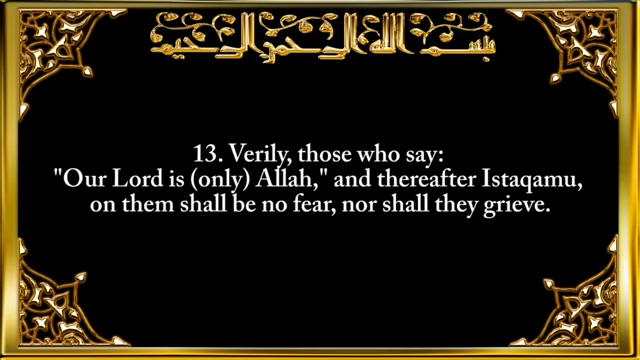 بسم الله الرحمن الرحيم
13. Verily, those who say:
"Our Lord is (only) Allah," and thereafter Istaqamu,
on them shall be no fear, nor shall they grieve.